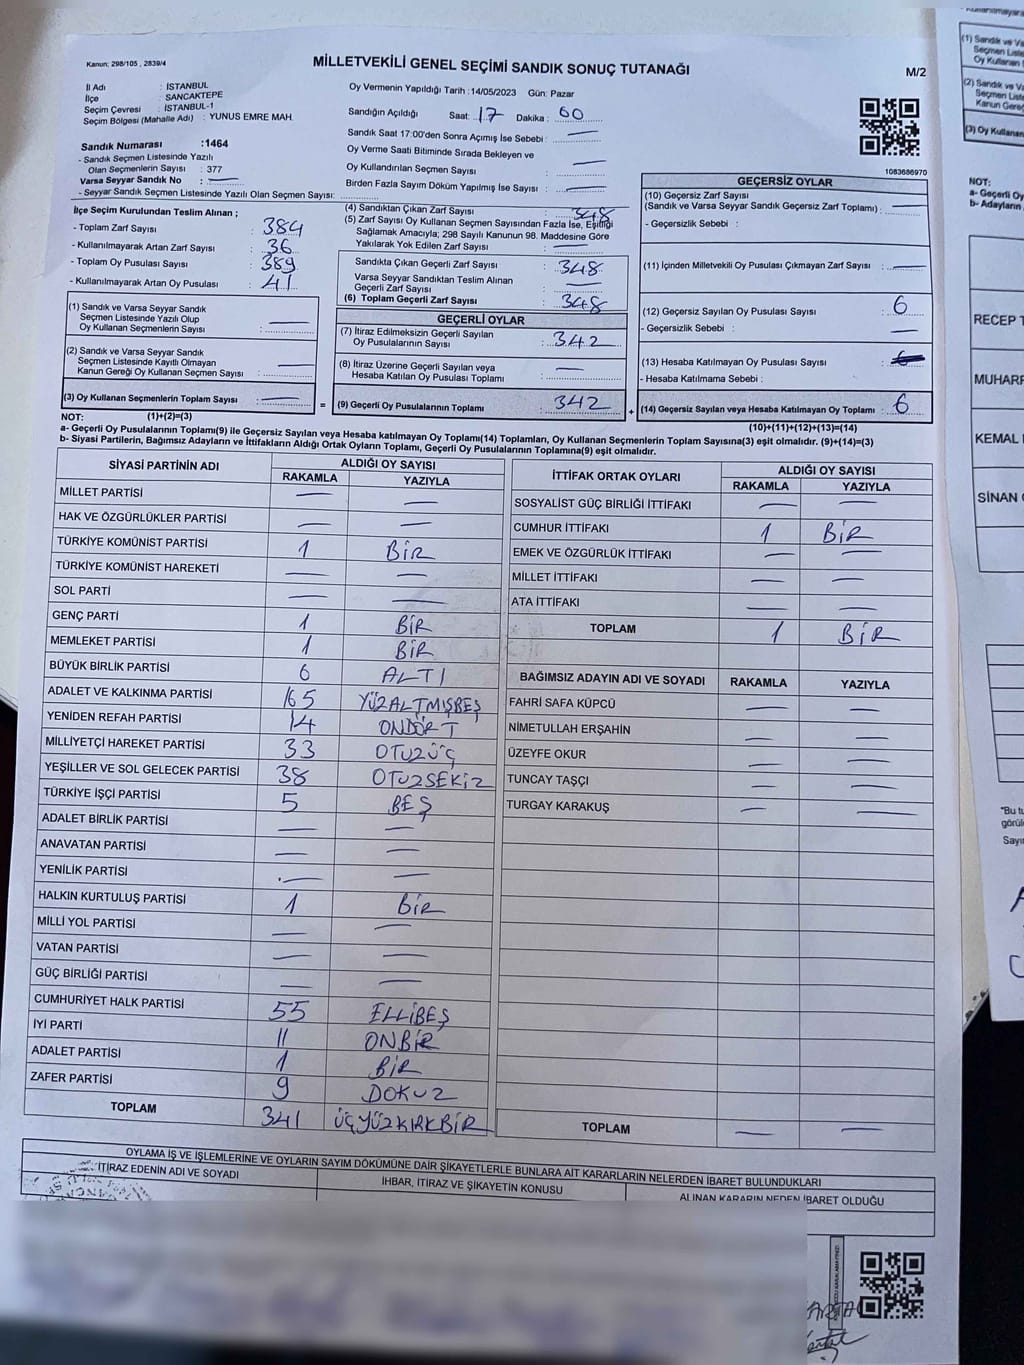 Kanun; 298/105 , 2839/4
MİLLETVEKİLİ GENEL SEÇİMİ SANDIK SONUÇ TUTANAĞI
M/2
İl Adı : İSTANBUL
İlçe : SANCAKTEPE
Seçim Çevresi : İSTANBUL-1
Seçim Bölgesi (Mahalle Adı) : YUNUS EMRE MAH.
Oy Vermenin Yapıldığı Tarih :14/05/2023 Gün: Pazar
Sandığın Açıldığı Saat: 17 Dakika: 00
Sandık Saat 17:00'den Sonra Açımış İse Sebebi : —
Oy Verme Saati Bitiminde Sırada Bekleyen ve
Oy Kullandırılan Seçmen Sayısı : —
Birden Fazla Sayım Döküm Yapılmış İse Sayısı : —
1083686970
Sandık Numarası :1464
- Sandık Seçmen Listesinde Yazılı
Olan Seçmenlerin Sayısı : 377
Varsa Seyyar Sandık No : —
- Seyyar Sandık Seçmen Listesinde Yazılı Olan Seçmen Sayısı:
İlçe Seçim Kurulundan Teslim Alınan ;
- Toplam Zarf Sayısı : 384
- Kullanılmayarak Artan Zarf Sayısı : 36
- Toplam Oy Pusulası Sayısı : 389
- Kullanılmayarak Artan Oy Pusulası : 41
(1) Sandık ve Varsa Seyyar Sandık
Seçmen Listesinde Yazılı Olup
Oy Kullanan Seçmenlerin Sayısı : —
(2) Sandık ve Varsa Seyyar Sandık
Seçmen Listesinde Kayıtlı Olmayan
Kanun Gereği Oy Kullanan Seçmen Sayısı : —
(3) Oy Kullanan Seçmenlerin Toplam Sayısı : —
(1)+(2)=(3)
(4) Sandıktan Çıkan Zarf Sayısı : 348
(5) Zarf Sayısı Oy Kullanan Seçmen Sayısından Fazla İse, Eşitliği
Sağlamak Amacıyla; 298 Sayılı Kanunun 98. Maddesine Göre
Yakılarak Yok Edilen Zarf Sayısı : —
Sandıkta Çıkan Geçerli Zarf Sayısı : 348
Varsa Seyyar Sandıktan Teslim Alınan
Geçerli Zarf Sayısı : —
(6) Toplam Geçerli Zarf Sayısı : 348
GEÇERLİ OYLAR
(7) İtiraz Edilmeksizin Geçerli Sayılan
Oy Pusulalarının Sayısı : 342
(8) İtiraz Üzerine Geçerli Sayılan veya
Hesaba Katılan Oy Pusulası Toplamı : —
= (9) Geçerli Oy Pusulalarının Toplamı : 342 +
GEÇERSİZ OYLAR
(10) Geçersiz Zarf Sayısı
(Sandık ve Varsa Seyyar Sandık Geçersiz Zarf Toplamı) : —
- Geçersizlik Sebebi :
(11) İçinden Milletvekili Oy Pusulası Çıkmayan Zarf Sayısı : —
(12) Geçersiz Sayılan Oy Pusulası Sayısı : 6
- Geçersizlik Sebebi : —
(13) Hesaba Katılmayan Oy Pusulası Sayısı :
- Hesaba Katılmama Sebebi :
(14) Geçersiz Sayılan veya Hesaba Katılmayan Oy Toplamı : 6
(10)+(11)+(12)+(13)=(14)
NOT:
a- Geçerli Oy Pusulalarının Toplamı(9) ile Geçersiz Sayılan veya Hesaba katılmayan Oy Toplamı(14) Toplamları, Oy Kullanan Seçmenlerin Toplam Sayısına(3) eşit olmalıdır. (9)+(14)=(3)
b- Siyasi Partilerin, Bağımsız Adayların ve İttifakların Aldığı Ortak Oyların Toplamı, Geçerli Oy Pusulalarının Toplamına(9) eşit olmalıdır.
SİYASİ PARTİNİN ADI ALDIĞI OY SAYISI
RAKAMLA YAZIYLA
MİLLET PARTİSİ — —
HAK VE ÖZGÜRLÜKLER PARTİSİ — —
TÜRKİYE KOMÜNİST PARTİSİ 1 BİR
TÜRKİYE KOMÜNİST HAREKETİ — —
SOL PARTİ — —
GENÇ PARTİ 1 BİR
MEMLEKET PARTİSİ 1 BİR
BÜYÜK BİRLİK PARTİSİ 6 ALTI
ADALET VE KALKINMA PARTİSİ 165 YÜZALTMIŞBEŞ
YENİDEN REFAH PARTİSİ 14 ONDÖRT
MİLLİYETÇİ HAREKET PARTİSİ 33 OTUZÜÇ
YEŞİLLER VE SOL GELECEK PARTİSİ 38 OTUZSEKİZ
TÜRKİYE İŞÇİ PARTİSİ 5 BEŞ
ADALET BİRLİK PARTİSİ — —
ANAVATAN PARTİSİ — —
YENİLİK PARTİSİ — —
HALKIN KURTULUŞ PARTİSİ 1 BİR
MİLLİ YOL PARTİSİ — —
VATAN PARTİSİ — —
GÜÇ BİRLİĞİ PARTİSİ — —
CUMHURİYET HALK PARTİSİ 55 ELLİBEŞ
İYİ PARTİ 11 ONBİR
ADALET PARTİSİ 1 BİR
ZAFER PARTİSİ 9 DOKUZ
TOPLAM 341 ÜÇYÜZKIRKBİR
İTTİFAK ORTAK OYLARI ALDIĞI OY SAYISI
RAKAMLA YAZIYLA
SOSYALİST GÜÇ BİRLİĞİ İTTİFAKI — —
CUMHUR İTTİFAKI 1 BİR
EMEK VE ÖZGÜRLÜK İTTİFAKI — —
MİLLET İTTİFAKI — —
ATA İTTİFAKI — —
TOPLAM 1 BİR
BAĞIMSIZ ADAYIN ADI VE SOYADI RAKAMLA YAZIYLA
FAHRİ SAFA KÜPCÜ — —
NİMETULLAH ERŞAHİN — —
ÜZEYFE OKUR — —
TUNCAY TAŞÇI — —
TURGAY KARAKUŞ — —
TOPLAM — —
OYLAMA İŞ VE İŞLEMLERİNE VE OYLARIN SAYIM DÖKÜMÜNE DAİR ŞİKAYETLERLE BUNLARA AİT KARARLARIN NELERDEN İBARET BULUNDUKLARI
İTİRAZ EDENİN ADI VE SOYADI İHBAR, İTİRAZ VE ŞİKAYETİN KONUSU ALINAN KARARIN NEDEN İBARET OLDUĞU
(1) Sandık ve Va
Seçmen Liste
Oy Kullanan
(2) Sandık ve Va
Seçmen List
Kanun Gere
(3) Oy Kullanan
NOT:
a- Geçerli Oy
b- Adayların
RECEP T
MUHARR
KEMAL
SİNAN
"Bu tu
görül
Sayı